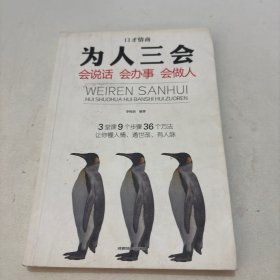 口才情商
为人三会
会说话 会办事 会做人
WEIREN SANHUI
HUI SHUOHUA HUI BANSHI HUI ZUOREN
3堂课9个步骤36个方法
让你懂人情、通世故、有人脉